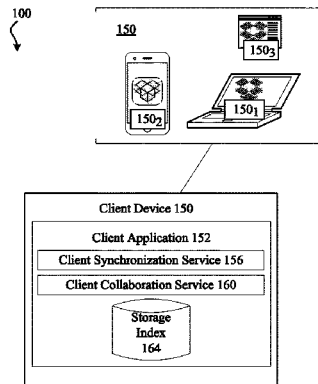 100
150
150₃
150₂
150₁
Client Device 150
Client Application 152
Client Synchronization Service 156
Client Collaboration Service 160
Storage
Index
164